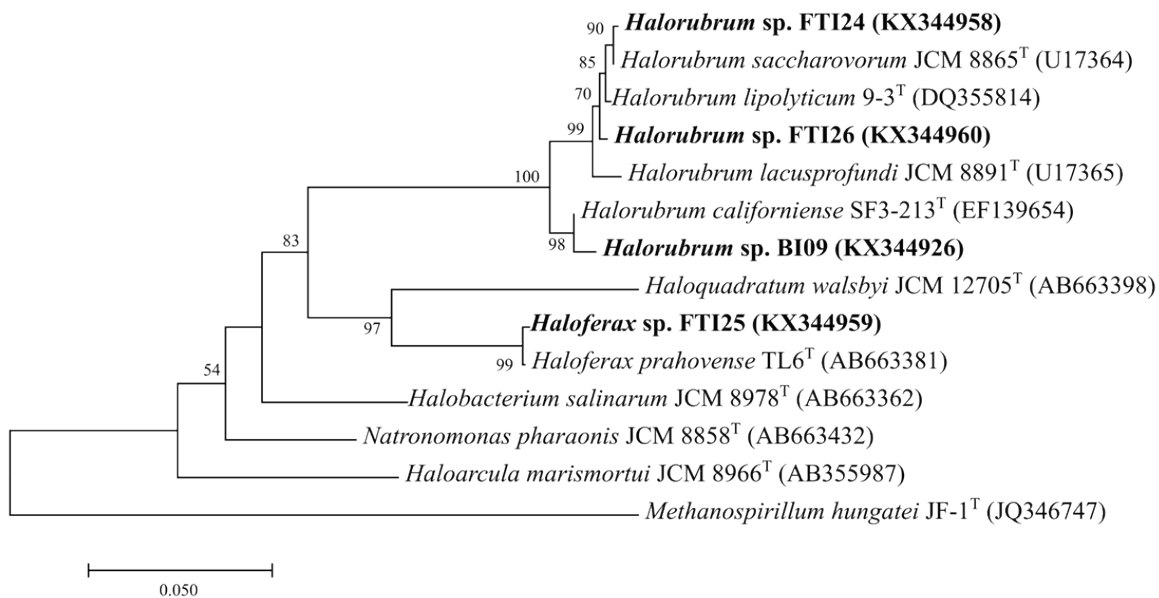 90
Halorubrum sp. FTI24 (KX344958)
85
Halorubrum saccharovorum JCM 8865ᵀ (U17364)
70
Halorubrum lipolyticum 9-3ᵀ (DQ355814)
99
Halorubrum sp. FTI26 (KX344960)
100
Halorubrum lacusprofundi JCM 8891ᵀ (U17365)
Halorubrum californiense SF3-213ᵀ (EF139654)
98
Halorubrum sp. BI09 (KX344926)
83
Haloquadratum walsbyi JCM 12705ᵀ (AB663398)
97
Haloferax sp. FTI25 (KX344959)
99
Haloferax prahovense TL6ᵀ (AB663381)
54
Halobacterium salinarum JCM 8978ᵀ (AB663362)
Natronomonas pharaonis JCM 8858ᵀ (AB663432)
Haloarcula marismortui JCM 8966ᵀ (AB355987)
Methanospirillum hungatei JF-1ᵀ (JQ346747)
0.050